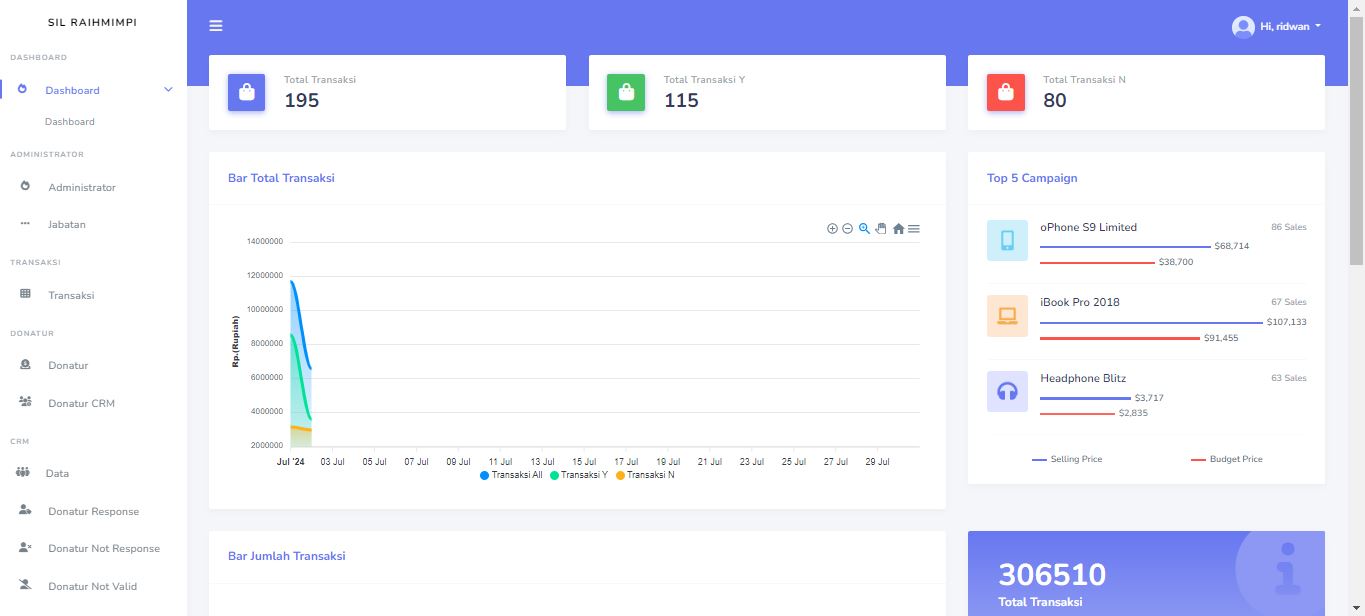 SIL RAIHMIMPI
DASHBOARD
Dashboard
Dashboard
ADMINISTRATOR
Administrator
Jabatan
TRANSAKSI
Transaksi
DONATUR
Donatur
Donatur CRM
CRM
Data
Donatur Response
Donatur Not Response
Donatur Not Valid
Hi, ridwan
Total Transaksi
195
Total Transaksi Y
115
Total Transaksi N
80
Bar Total Transaksi
Rp.(Rupiah)
14000000
12000000
10000000
8000000
6000000
4000000
2000000
Jul '24 03 Jul 05 Jul 07 Jul 09 Jul 11 Jul 13 Jul 15 Jul 17 Jul 19 Jul 21 Jul 23 Jul 25 Jul 27 Jul 29 Jul
Transaksi All Transaksi Y Transaksi N
Top 5 Campaign
oPhone S9 Limited 86 Sales
$68,714
$38,700
iBook Pro 2018 67 Sales
$107,133
$91,455
Headphone Blitz 63 Sales
$3,717
$2,835
Selling Price Budget Price
Bar Jumlah Transaksi
306510
Total Transaksi